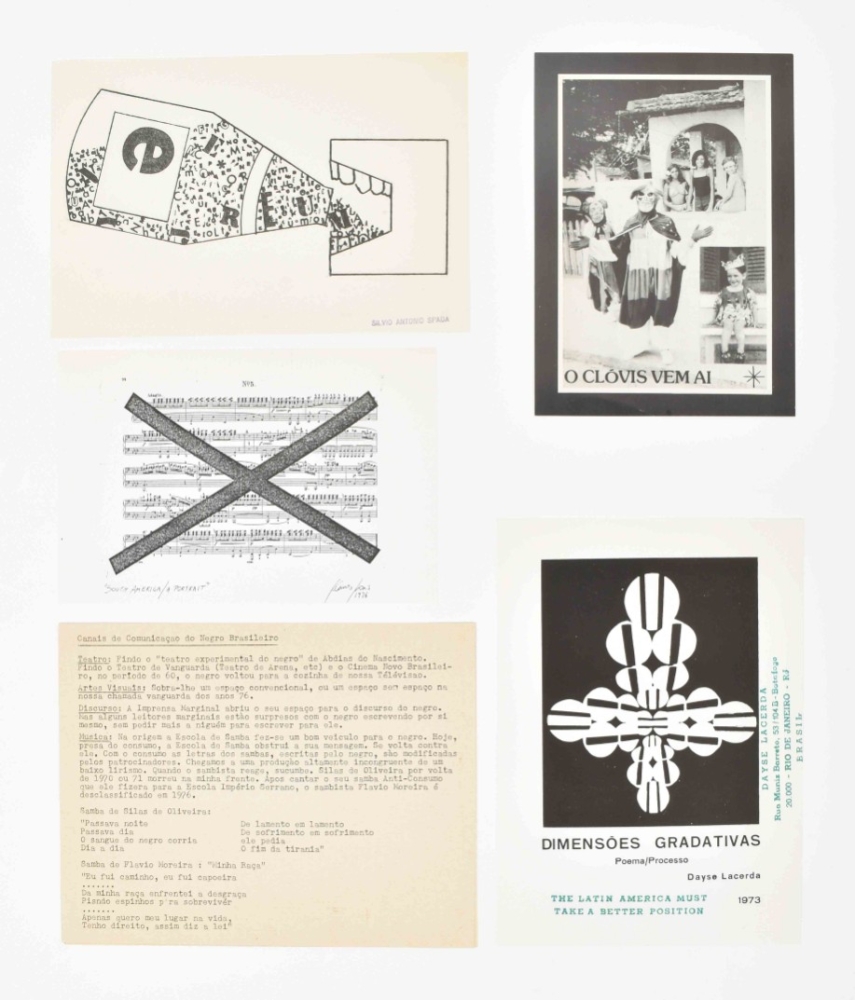 e
L
E U
SAVIO ANTONIO SPADA
O CLÓVIS VEM AI
Nº3.
"SOUTH AMERICA / A PORTRAIT"
1976
Canais de Comunicaçao do Negro Brasileiro
Teatro: Findo o "teatro experimental do negro" de Abdias do Nascimento.
Findo o Teatro de Vanguarda (Teatro de Arena, etc) e o Cinema Novo Brasilei-
ro, no período de 60, o negro voltou para a cozinha de nossa Télévisao.
Artes Visuais: Sobra-lhe um espaço convencional, ou um espaço sem espaço na
nossa chamada vanguarda dos anos 76.
Discurso: A Imprensa Marginal abriu o seu espaço para o discurso do negro.
Mas alguns leitores marginais estão surpresos com o negro escrevendo por si
mesmo, sem pedir mais a niguém para escrever para ele.
Musica: Na origem a Escola de Samba fez-se um bom veículo para o negro. Hoje,
presa do consumo, a Escola de Samba obstrui a sua mensagem. Se volta contra
ele. Com o consumo as letras dos sambas, escritas pelo negro, são modificadas
pelos patrocinadores. Chegamos a uma produção altamente incongruente de um
baixo lirismo. Quando o sambista reage, sucumbe. Silas de Oliveira por volta
de 1970 ou 71 morreu na minha frente. Apos cantar o seu samba Anti-Consumo
que ele fizera para a Escola Império Serrano, o sambista Flavio Moreira é
desclassificado em 1976.
Samba de Silas de Oliveira:
"Passava noite
Passava dia
O sangue do negro corria
Dia a dia
De lamento em lamento
De sofrimento em sofrimento
ele pedia
O fim da tirania"
Samba de Flavio Moreira : "Minha Raça"
"Eu fui caminho, eu fui capoeira
.......
Da minha raça enfrentei a desgraça
Pisndo espinhos p'ra sobrevivêr
.......
Apenas quero meu lugar na vida,
Tenho direito, assim diz a lei"
DIMENSÕES GRADATIVAS
Poema/Processo
Dayse Lacerda
1973
THE LATIN AMERICA MUST
TAKE A BETTER POSITION
DAYSE LACERDA
Rua Muniz Barreto, 53/104B - Botafogo
20.000 - RIO DE JANEIRO - RJ
BRASIL